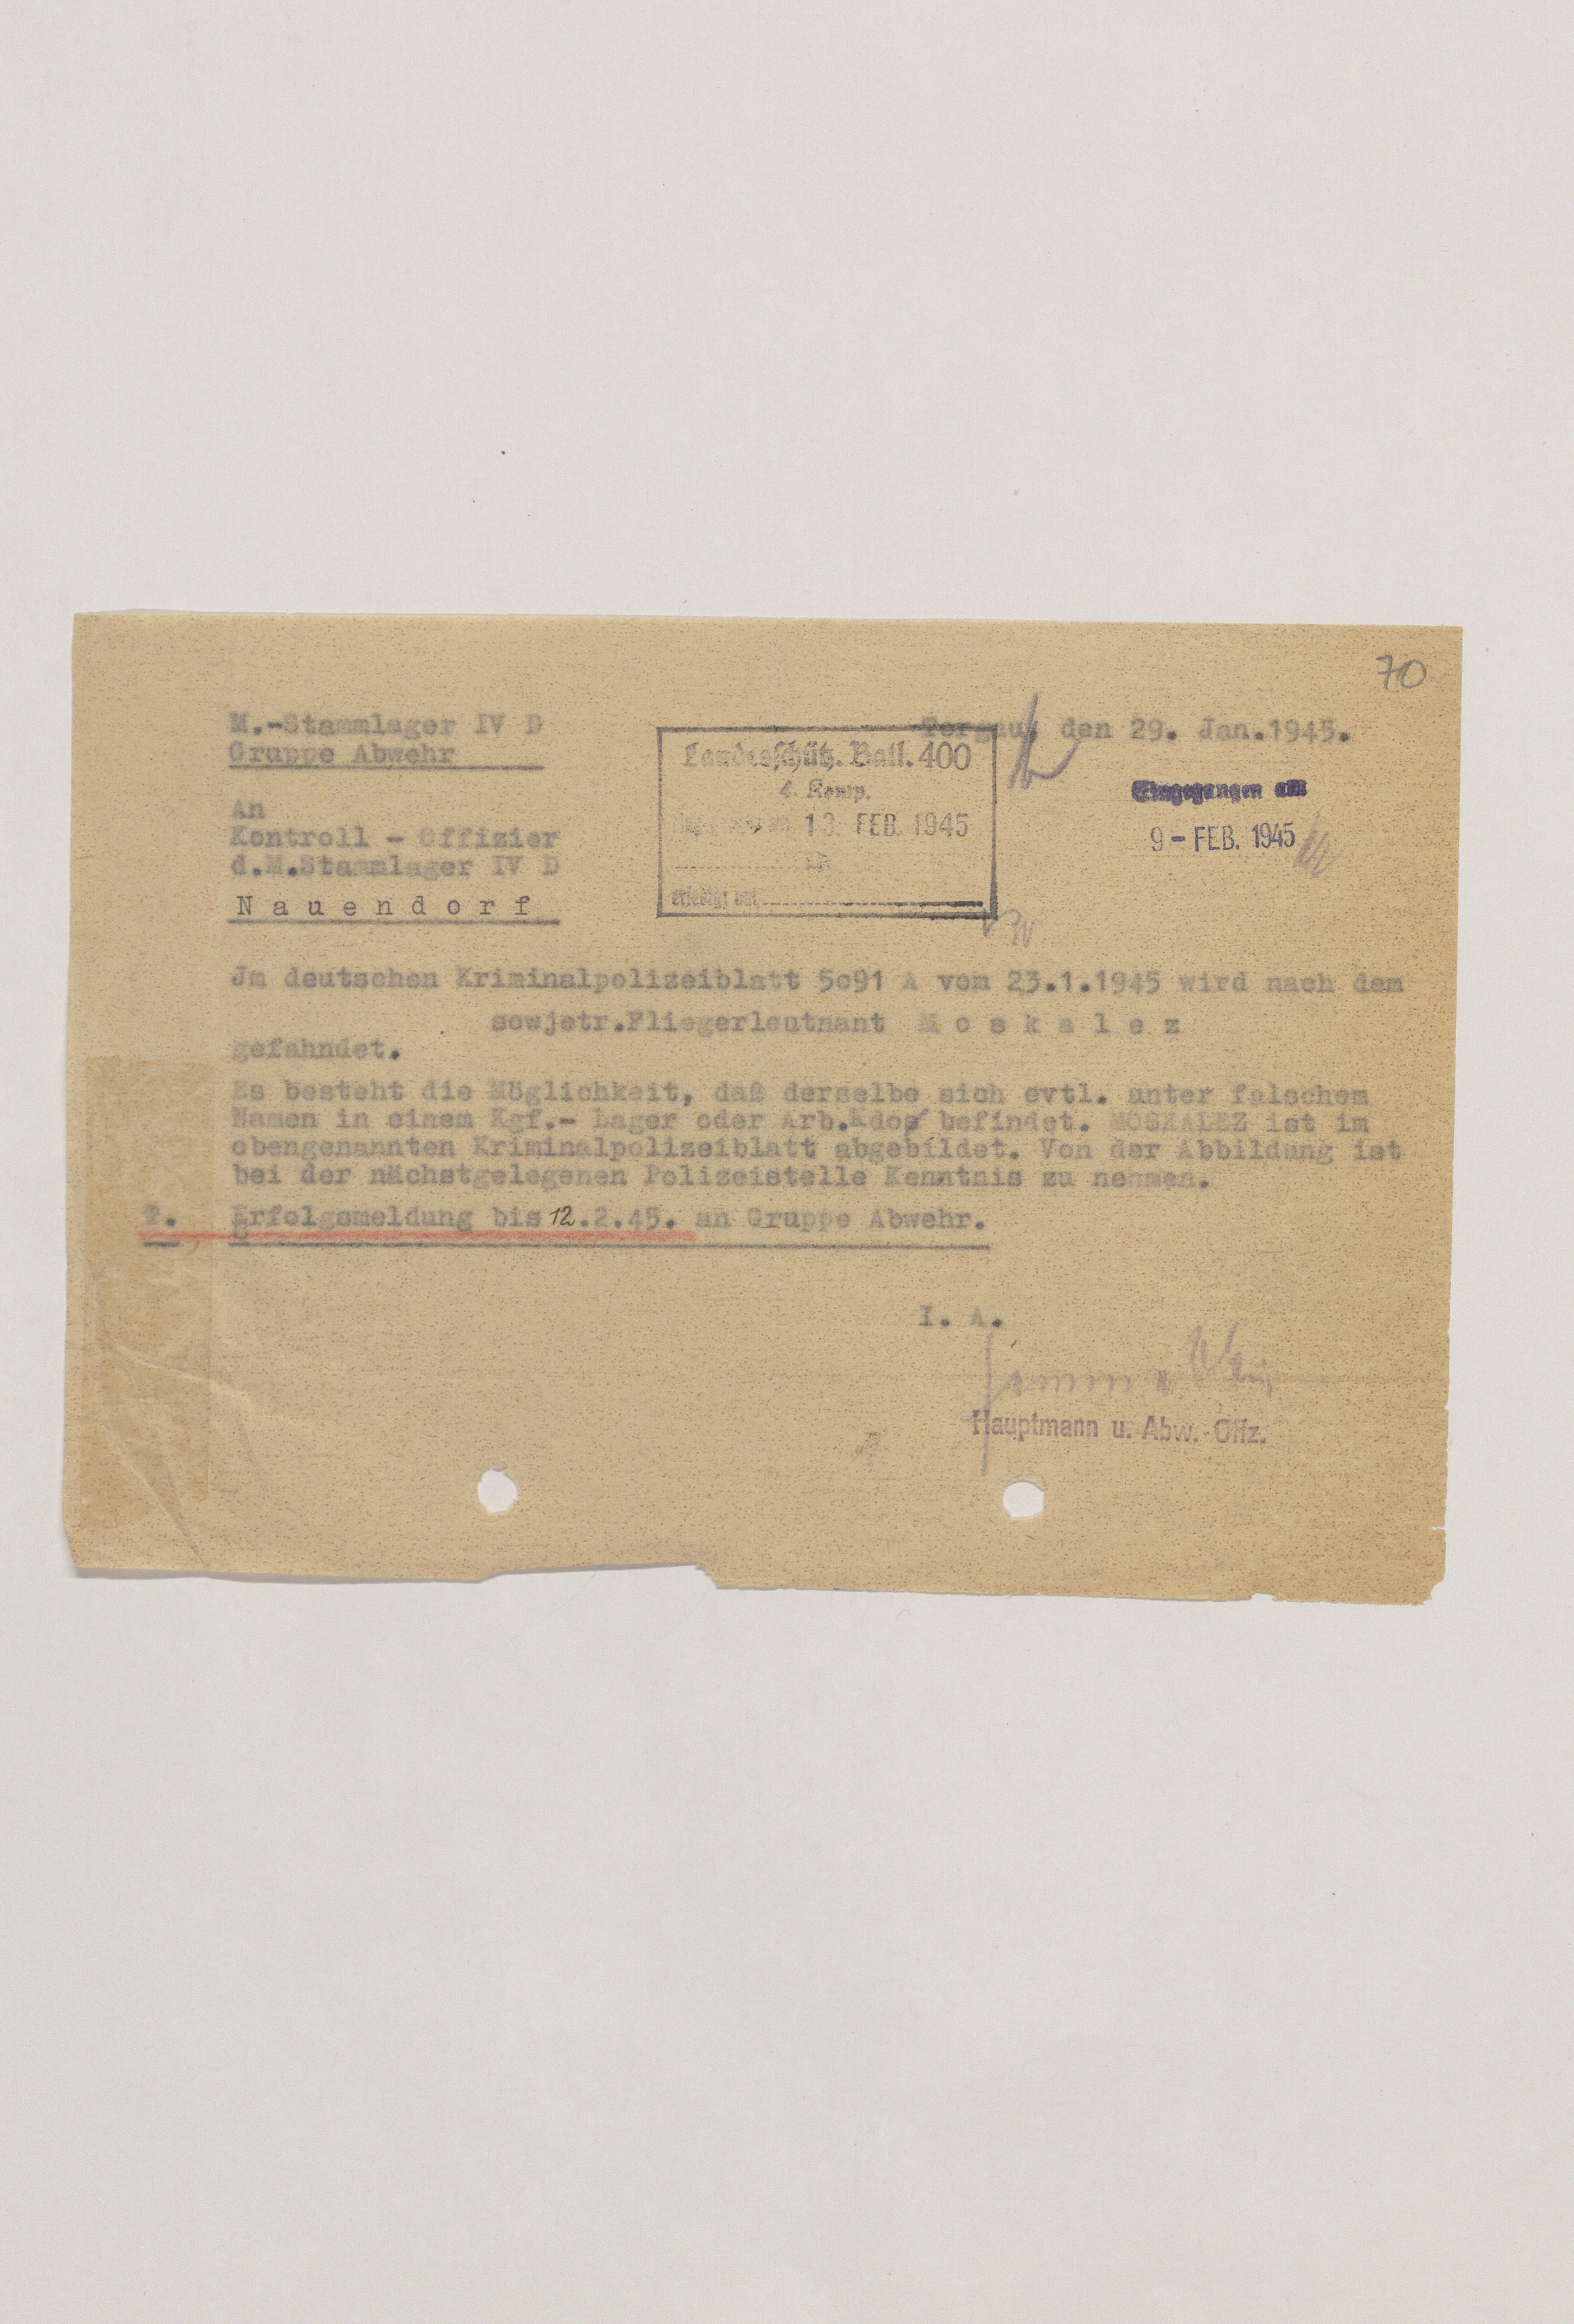 70
M.-Stammlager IV D
Gruppe Abwehr
Torgau, den 29. Jan.1945.
Landesschütz. Batl. 400
4. Komp.
13. FEB. 1945
erledigt am
Eingegangen am
9 - FEB. 1945
An
Kontroll - Offizier
d.M.Stammlager IV D
Nauendorf
Jm deutschen Kriminalpolizeiblatt 5o91 A vom 23.1.1945 wird nach dem
sowjetr.Fliegerleutnant Moskalez
gefahndet.
Es besteht die Möglichkeit, daß derselbe sich evtl. unter falschem
Namen in einem Kgf.- Lager oder Arb.Kdo befindet. MOSKALEZ ist im
obengenannten Kriminalpolizeiblatt abgebildet. Von der Abbildung ist
bei der nächstgelegenen Polizeistelle Kenntnis zu nehmen.
T. Erfolgsmeldung bis 12.2.45. an Gruppe Abwehr.
I. A.
Hauptmann u. Abw.-Offz.